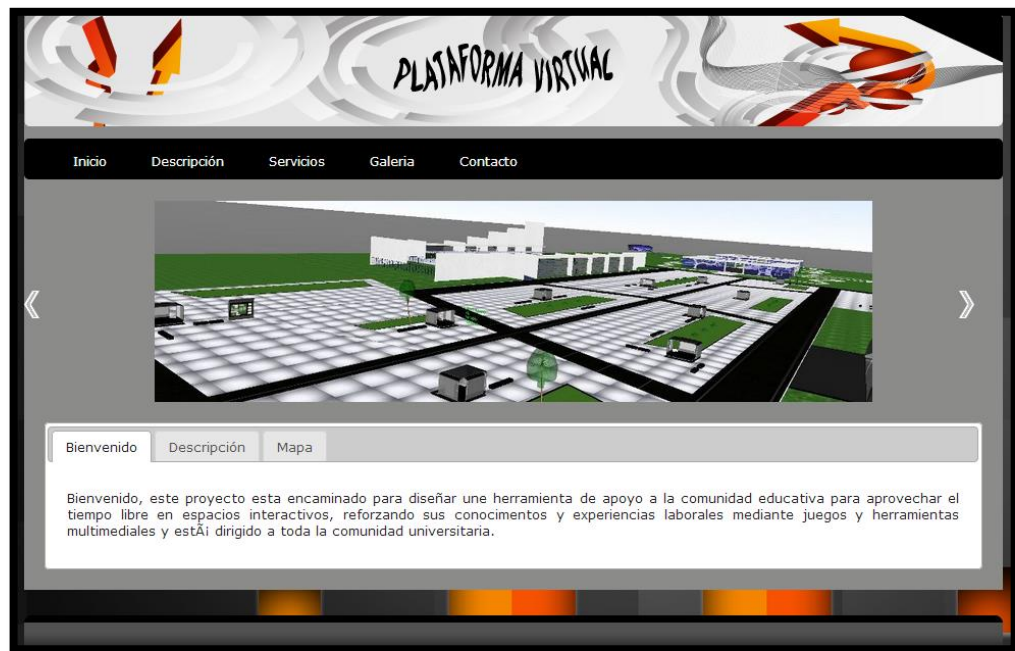 PLATAFORMA VIRTUAL
Inicio Descripción Servicios Galeria Contacto
Bienvenido Descripción Mapa
Bienvenido, este proyecto esta encaminado para diseñar une herramienta de apoyo a la comunidad educativa para aprovechar el
tiempo libre en espacios interactivos, reforzando sus conocimentos y experiencias laborales mediante juegos y herramientas
multimediales y estÃ¡ dirigido a toda la comunidad universitaria.